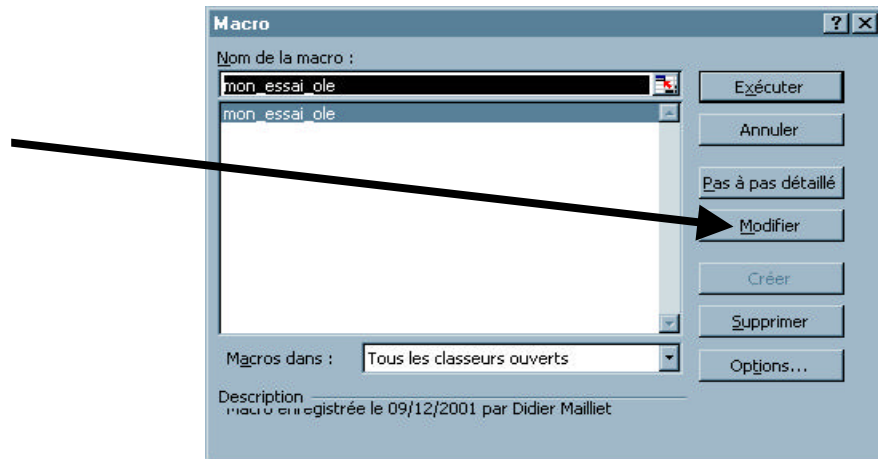 Macro
Nom de la macro :
mon_essai_ole
mon_essai_ole
Exécuter
Annuler
Pas à pas détaillé
Modifier
Créer
Supprimer
Options...
Macros dans :
Tous les classeurs ouverts
Description
Macro enregistrée le 09/12/2001 par Didier Mailliet